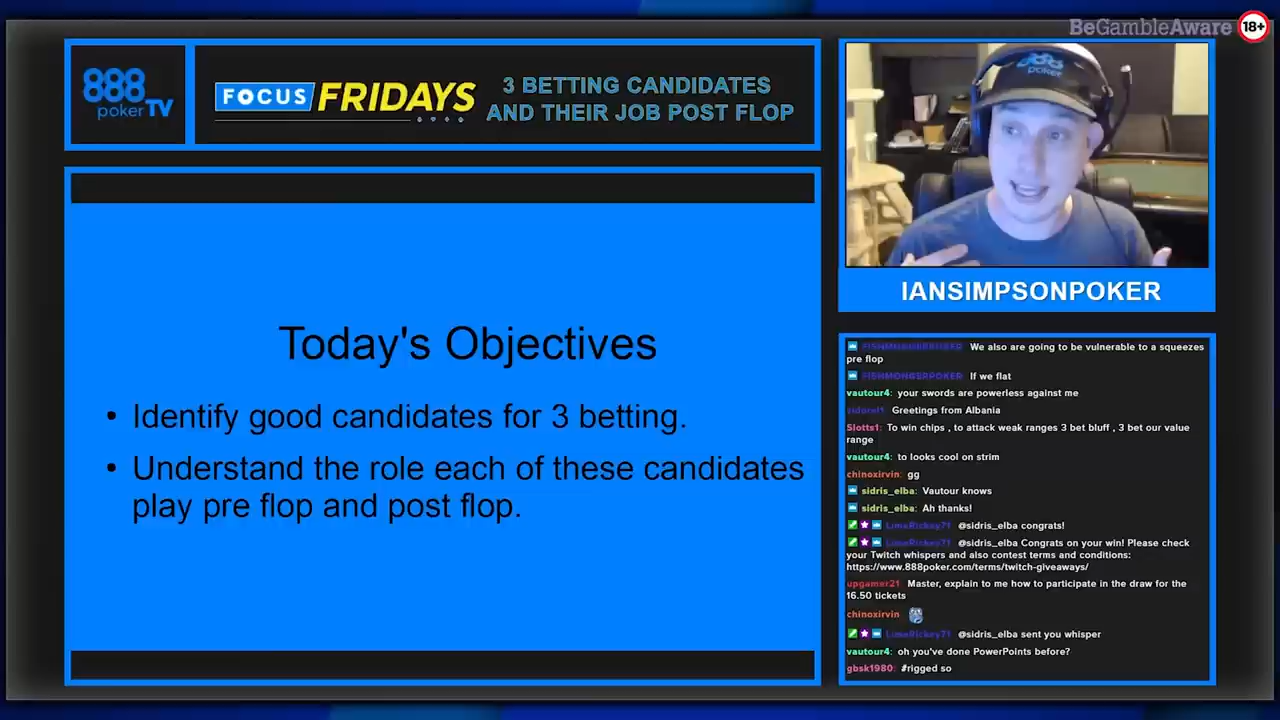 BeGambleAware 18+
888
pokerTV
FOCUS FRIDAYS
3 BETTING CANDIDATES
AND THEIR JOB POST FLOP
888
poker
IANSIMPSONPOKER
Today's Objectives
• Identify good candidates for 3 betting.
• Understand the role each of these candidates
play pre flop and post flop.
FISHMONGERPOKER We also are going to be vulnerable to a squeezes
pre flop
FISHMONGERPOKER If we flat
vautour4: your swords are powerless against me
Greetings from Albania
Slotts1: To win chips , to attack weak ranges 3 bet bluff , 3 bet our value
range
vautour4: to looks cool on strim
chinoxirvin: gg
sidris_elba: Vautour knows
sidris_elba: Ah thanks!
LimeRickey71 @sidris_elba congrats!
LimeRickey71 @sidris_elba Congrats on your win! Please check
your Twitch whispers and also contest terms and conditions:
https://www.888poker.com/terms/twitch-giveaways/
upgamer21 Master, explain to me how to participate in the draw for the
16.50 tickets
chinoxirvin
LimeRickey71 @sidris_elba sent you whisper
vautour4: oh you've done PowerPoints before?
gbsk1980: #rigged so